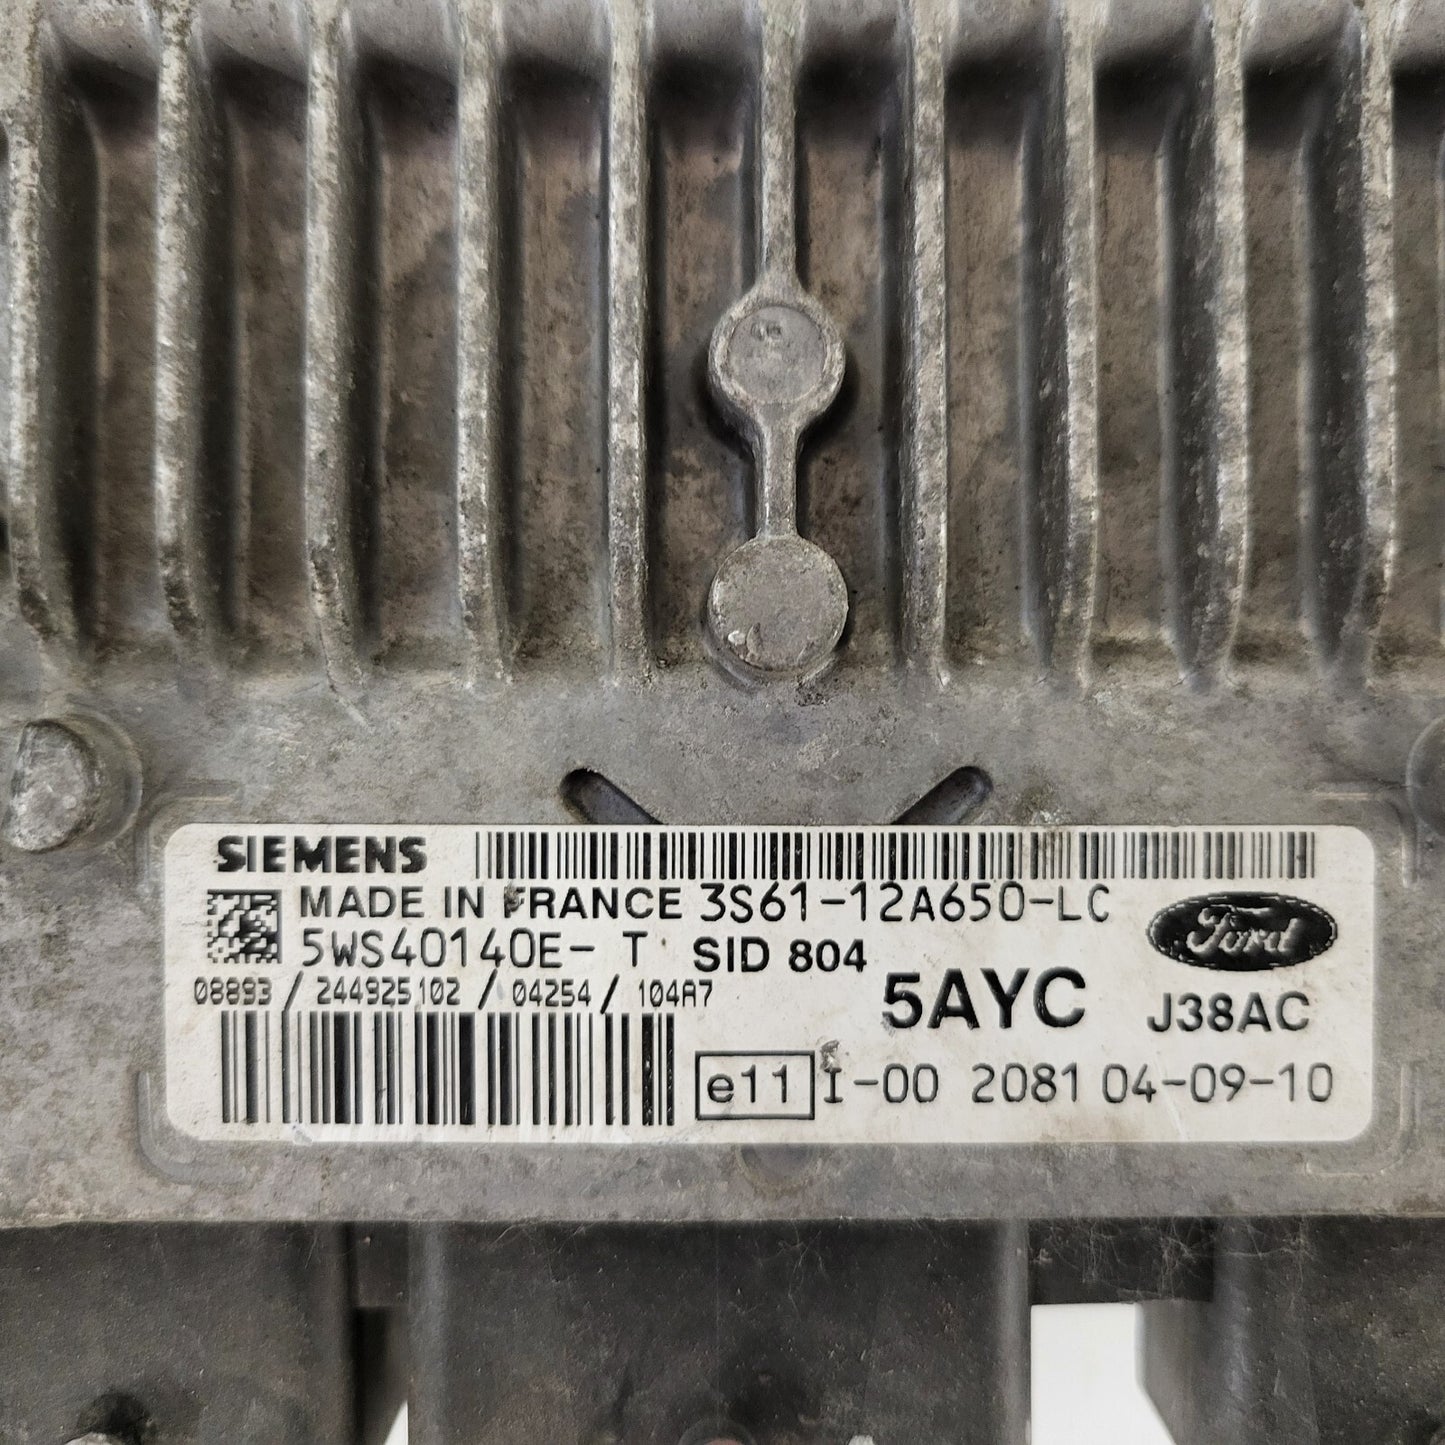 SIEMENS
MADE IN FRANCE 3S61-12A650-LC
Ford
5WS40140E- T SID 804
08893 / 244925102 / 04254 / 104A7
5AYC J38AC
e11 I-00 2081 04-09-10